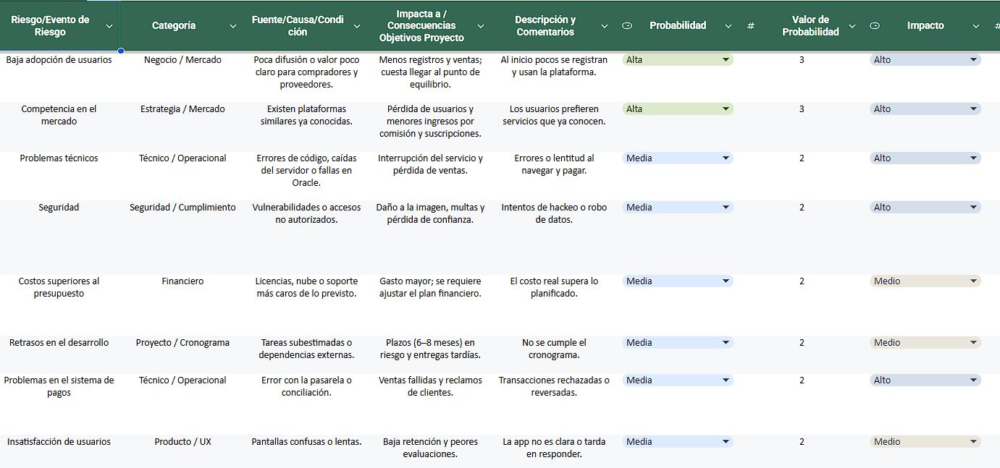 Riesgo/Evento de
Riesgo
Categoría
Fuente/Causa/Condi
ción
Impacta a /
Consecuencias
Objetivos Proyecto
Descripción y
Comentarios
Probabilidad
#
Valor de
Probabilidad
Impacto
#
Baja adopción de usuarios
Negocio / Mercado
Poca difusión o valor poco
claro para compradores y
proveedores.
Menos registros y ventas;
cuesta llegar al punto de
equilibrio.
Al inicio pocos se registran
y usan la plataforma.
Alta
3
Alto
Competencia en el
mercado
Estrategia / Mercado
Existen plataformas
similares ya conocidas.
Pérdida de usuarios y
menores ingresos por
comisión y suscripciones.
Los usuarios prefieren
servicios que ya conocen.
Alta
3
Alto
Problemas técnicos
Técnico / Operacional
Errores de código, caídas
del servidor o fallas en
Oracle.
Interrupción del servicio y
pérdida de ventas.
Errores o lentitud al
navegar y pagar.
Media
2
Alto
Seguridad
Seguridad / Cumplimiento
Vulnerabilidades o accesos
no autorizados.
Daño a la imagen, multas y
pérdida de confianza.
Intentos de hackeo o robo
de datos.
Media
2
Alto
Costos superiores al
presupuesto
Financiero
Licencias, nube o soporte
más caros de lo previsto.
Gasto mayor; se requiere
ajustar el plan financiero.
El costo real supera lo
planificado.
Media
2
Medio
Retrasos en el desarrollo
Proyecto / Cronograma
Tareas subestimadas o
dependencias externas.
Plazos (6–8 meses) en
riesgo y entregas tardías.
No se cumple el
cronograma.
Media
2
Medio
Problemas en el sistema de
pagos
Técnico / Operacional
Error con la pasarela o
conciliación.
Ventas fallidas y reclamos
de clientes.
Transacciones rechazadas o
reversadas.
Media
2
Alto
Insatisfacción de usuarios
Producto / UX
Pantallas confusas o lentas.
Baja retención y peores
evaluaciones.
La app no es clara o tarda
en responder.
Media
2
Medio